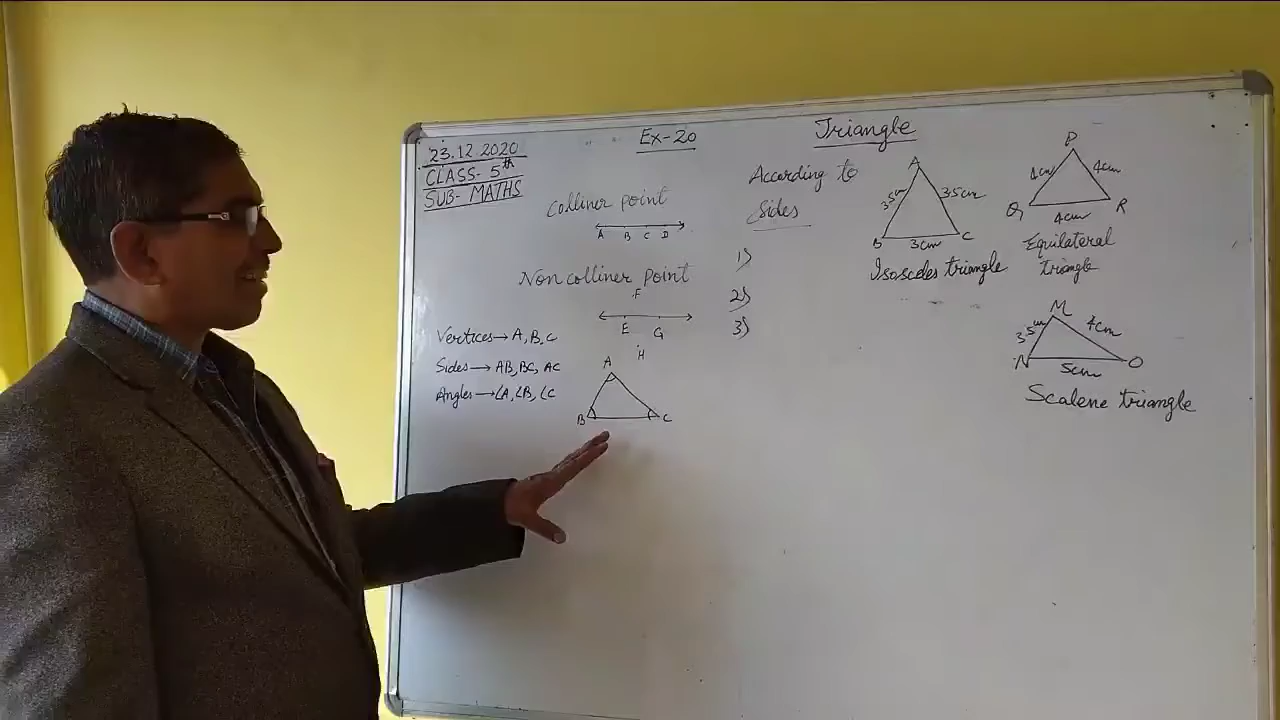 23.12.2020
CLASS- 5th
SUB- MATHS
Ex-20
Triangle
Colliner point
A B C D
Non colliner point
F
E G
H
Vertices → A, B, C
Sides → AB, BC, AC
Angles → ∠A, ∠B, ∠C
A
B C
According to
Sides
1)
2)
3)
A
3.5cm 3.5cm
B 3cm C
Isosceles triangle
P
4cm 4cm
Q 4cm R
Equilateral
triangle
M
3.5cm 4cm
N 5cm O
Scalene triangle